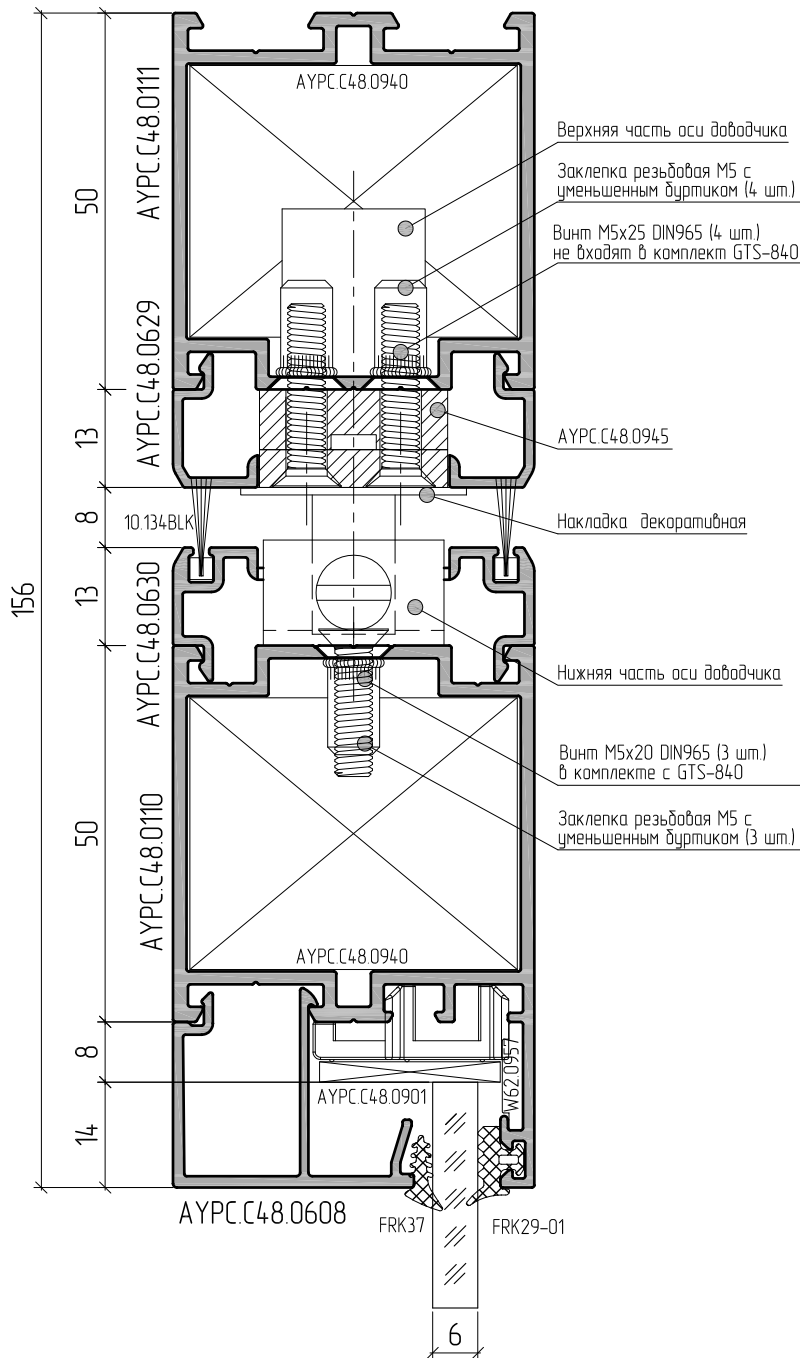 AYPC.C48.0940
AYPC.C48.0111
Верхняя часть оси доводчика
Заклепка резьбовая М5 с
уменьшенным буртиком (4 шт.)
Винт М5х25 DIN965 (4 шт.)
не входят в комплект GTS-840
50
AYPC.C48.0629
13
AYPC.C48.0945
8
10.134BLK
Накладка декоративная
156
13
AYPC.C48.0630
Нижняя часть оси доводчика
Винт М5х20 DIN965 (3 шт.)
в комплекте с GTS-840
Заклепка резьбовая М5 с
уменьшенным буртиком (3 шт.)
50
AYPC.C48.0110
AYPC.C48.0940
8
W62.0957
AYPC.C48.0901
14
AYPC.C48.0608
FRK37
FRK29-01
6